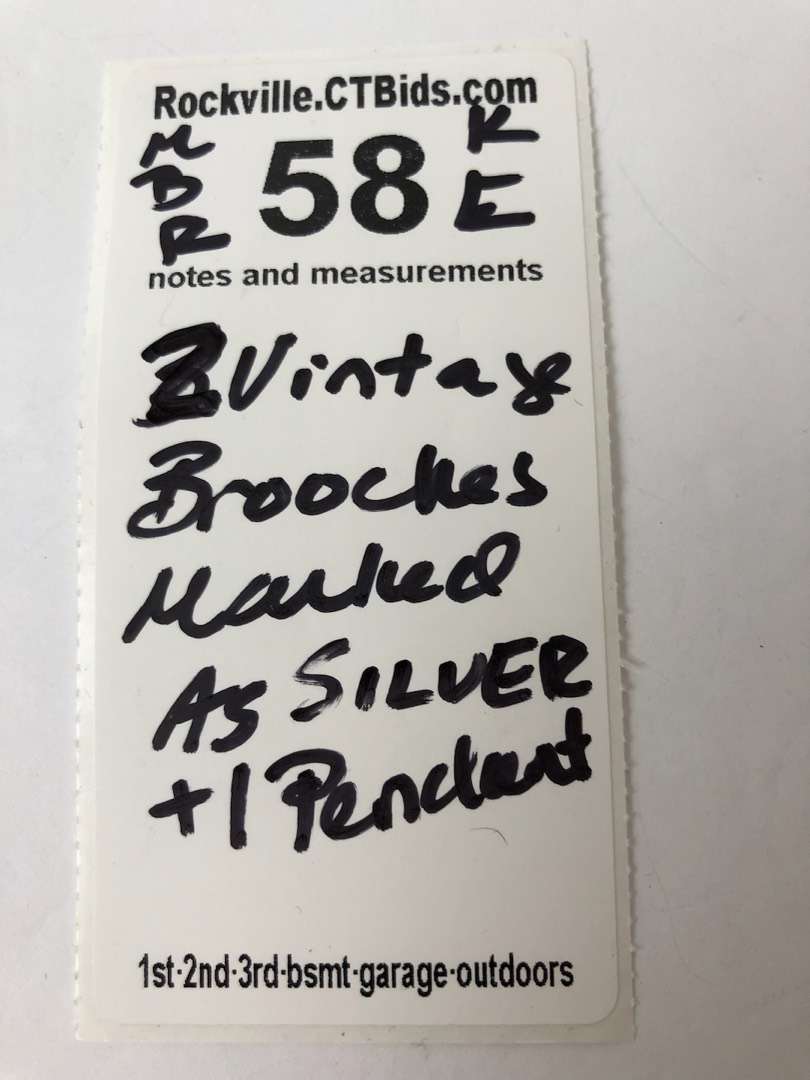 Rockville.CTBids.com
M
B
R
58
K
E
notes and measurements
2 Vintage
Brooches
Marked
As SILVER
+1 Pendant
1st·2nd·3rd·bsmt·garage·outdoors